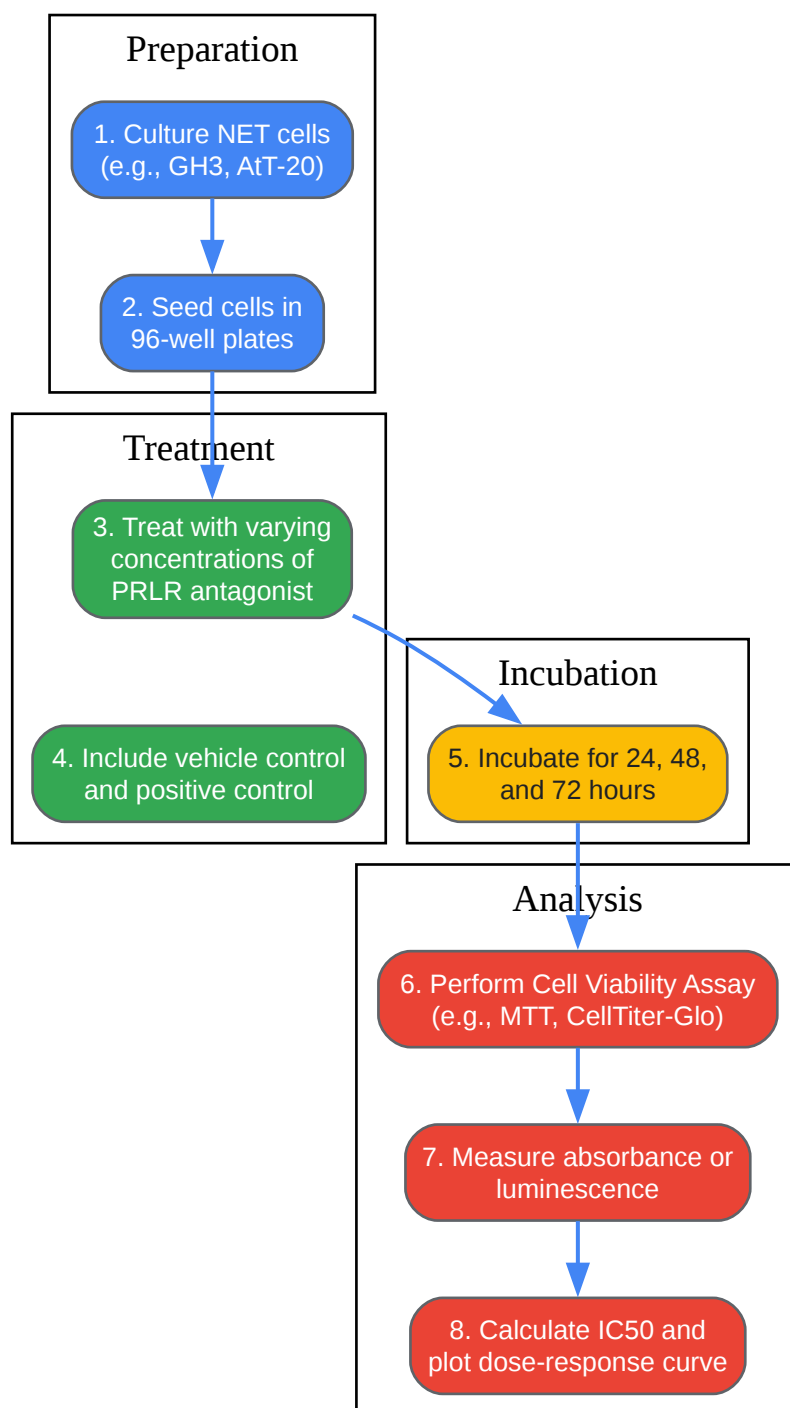 Preparation
1. Culture NET cells
(e.g., GH3, AtT-20)
2. Seed cells in
96-well plates
Treatment
3. Treat with varying
concentrations of
PRLR antagonist
4. Include vehicle control
and positive control
Incubation
5. Incubate for 24, 48,
and 72 hours
Analysis
6. Perform Cell Viability Assay
(e.g., MTT, CellTiter-Glo)
7. Measure absorbance or
luminescence
8. Calculate IC50 and
plot dose-response curve